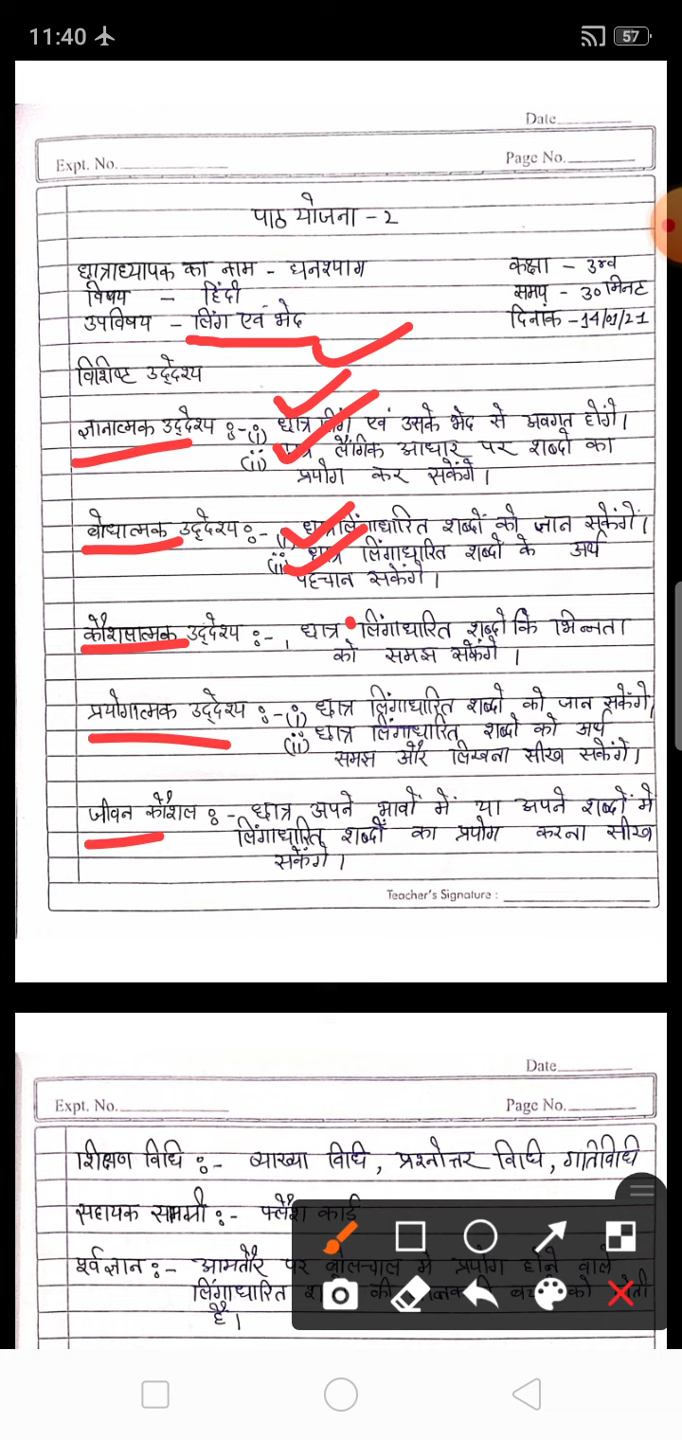 11:40
57
Date
Expt. No.
Page No.
पाठ योजना - 2
छात्राध्यापक का नाम - घनश्याम
कक्षा - उ४व
विषय - हिंदी
समय - 30 मिनट
उपविषय - लिंग एवं भेद
दिनांक - 14/01/21
विशिष्ट उद्देश्य
ज्ञानात्मक उद्देश्य :- (i) छात्र लिंग एवं उसके भेद से अवगत होंगे।
(ii) लैंगिक आधार पर शब्दों का
प्रयोग कर सकेंगे।
बोधात्मक उद्देश्य :- (i) छात्र लिंगाधारित शब्दों को जान सकेंगे।
(ii) छात्र लिंगाधारित शब्दों के अर्थ
पहचान सकेंगे।
कौशलात्मक उद्देश्य :- छात्र लिंगाधारित शब्दों कि भिन्नता
को समझ सकेंगे।
प्रयोगात्मक उद्देश्य :- (i) छात्र लिंगाधारित शब्दों को जान सकेंगे,
(ii) छात्र लिंगाधारित शब्दों को अर्थ
समझ और लिखना सीख सकेंगे।
जीवन कौशल :- छात्र अपने भावों में या अपने शब्दों में
लिंगाधारित शब्दों का प्रयोग करना सीख
सकेंगे।
Teacher's Signature :
Date
Expt. No.
Page No.
शिक्षण विधि :- व्याख्या विधि, प्रश्नोत्तर विधि, गतिविधि
सहायक सामग्री :- फ्लैश कार्ड
पूर्वज्ञान :- आमतौर पर बोलचाल में प्रयोग होने वाले
लिंगाधारित की को
है।